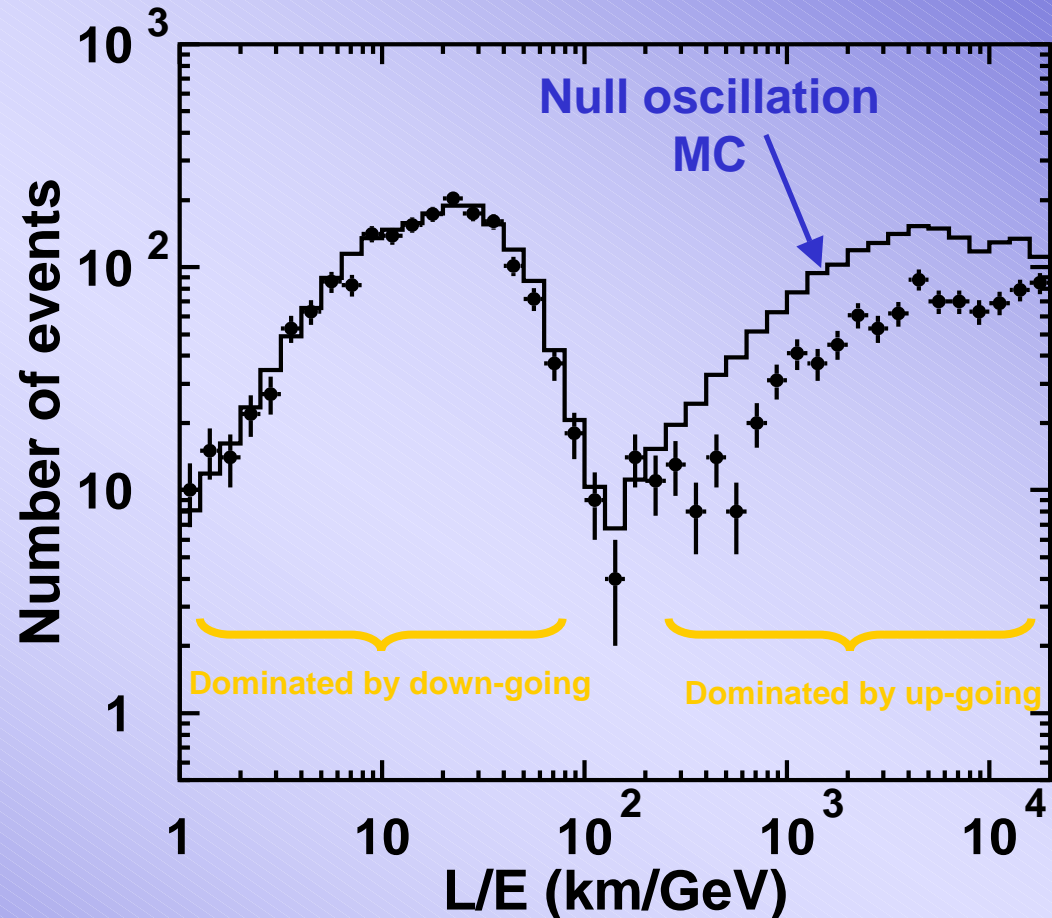 10 3
Null oscillation
MC
10 2
Number of events
10
Dominated by down-going
Dominated by up-going
1
1 10 10 2 10 3 10 4
L/E (km/GeV)